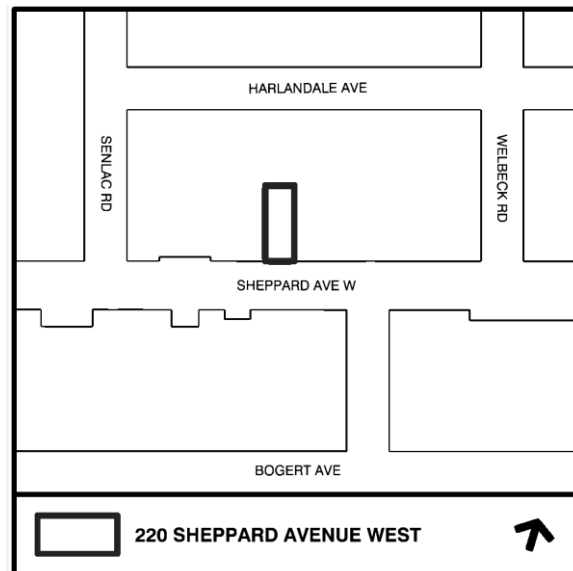 HARLANDALE AVE
SENLAC RD
WELBECK RD
SHEPPARD AVE W
BOGERT AVE
220 SHEPPARD AVENUE WEST